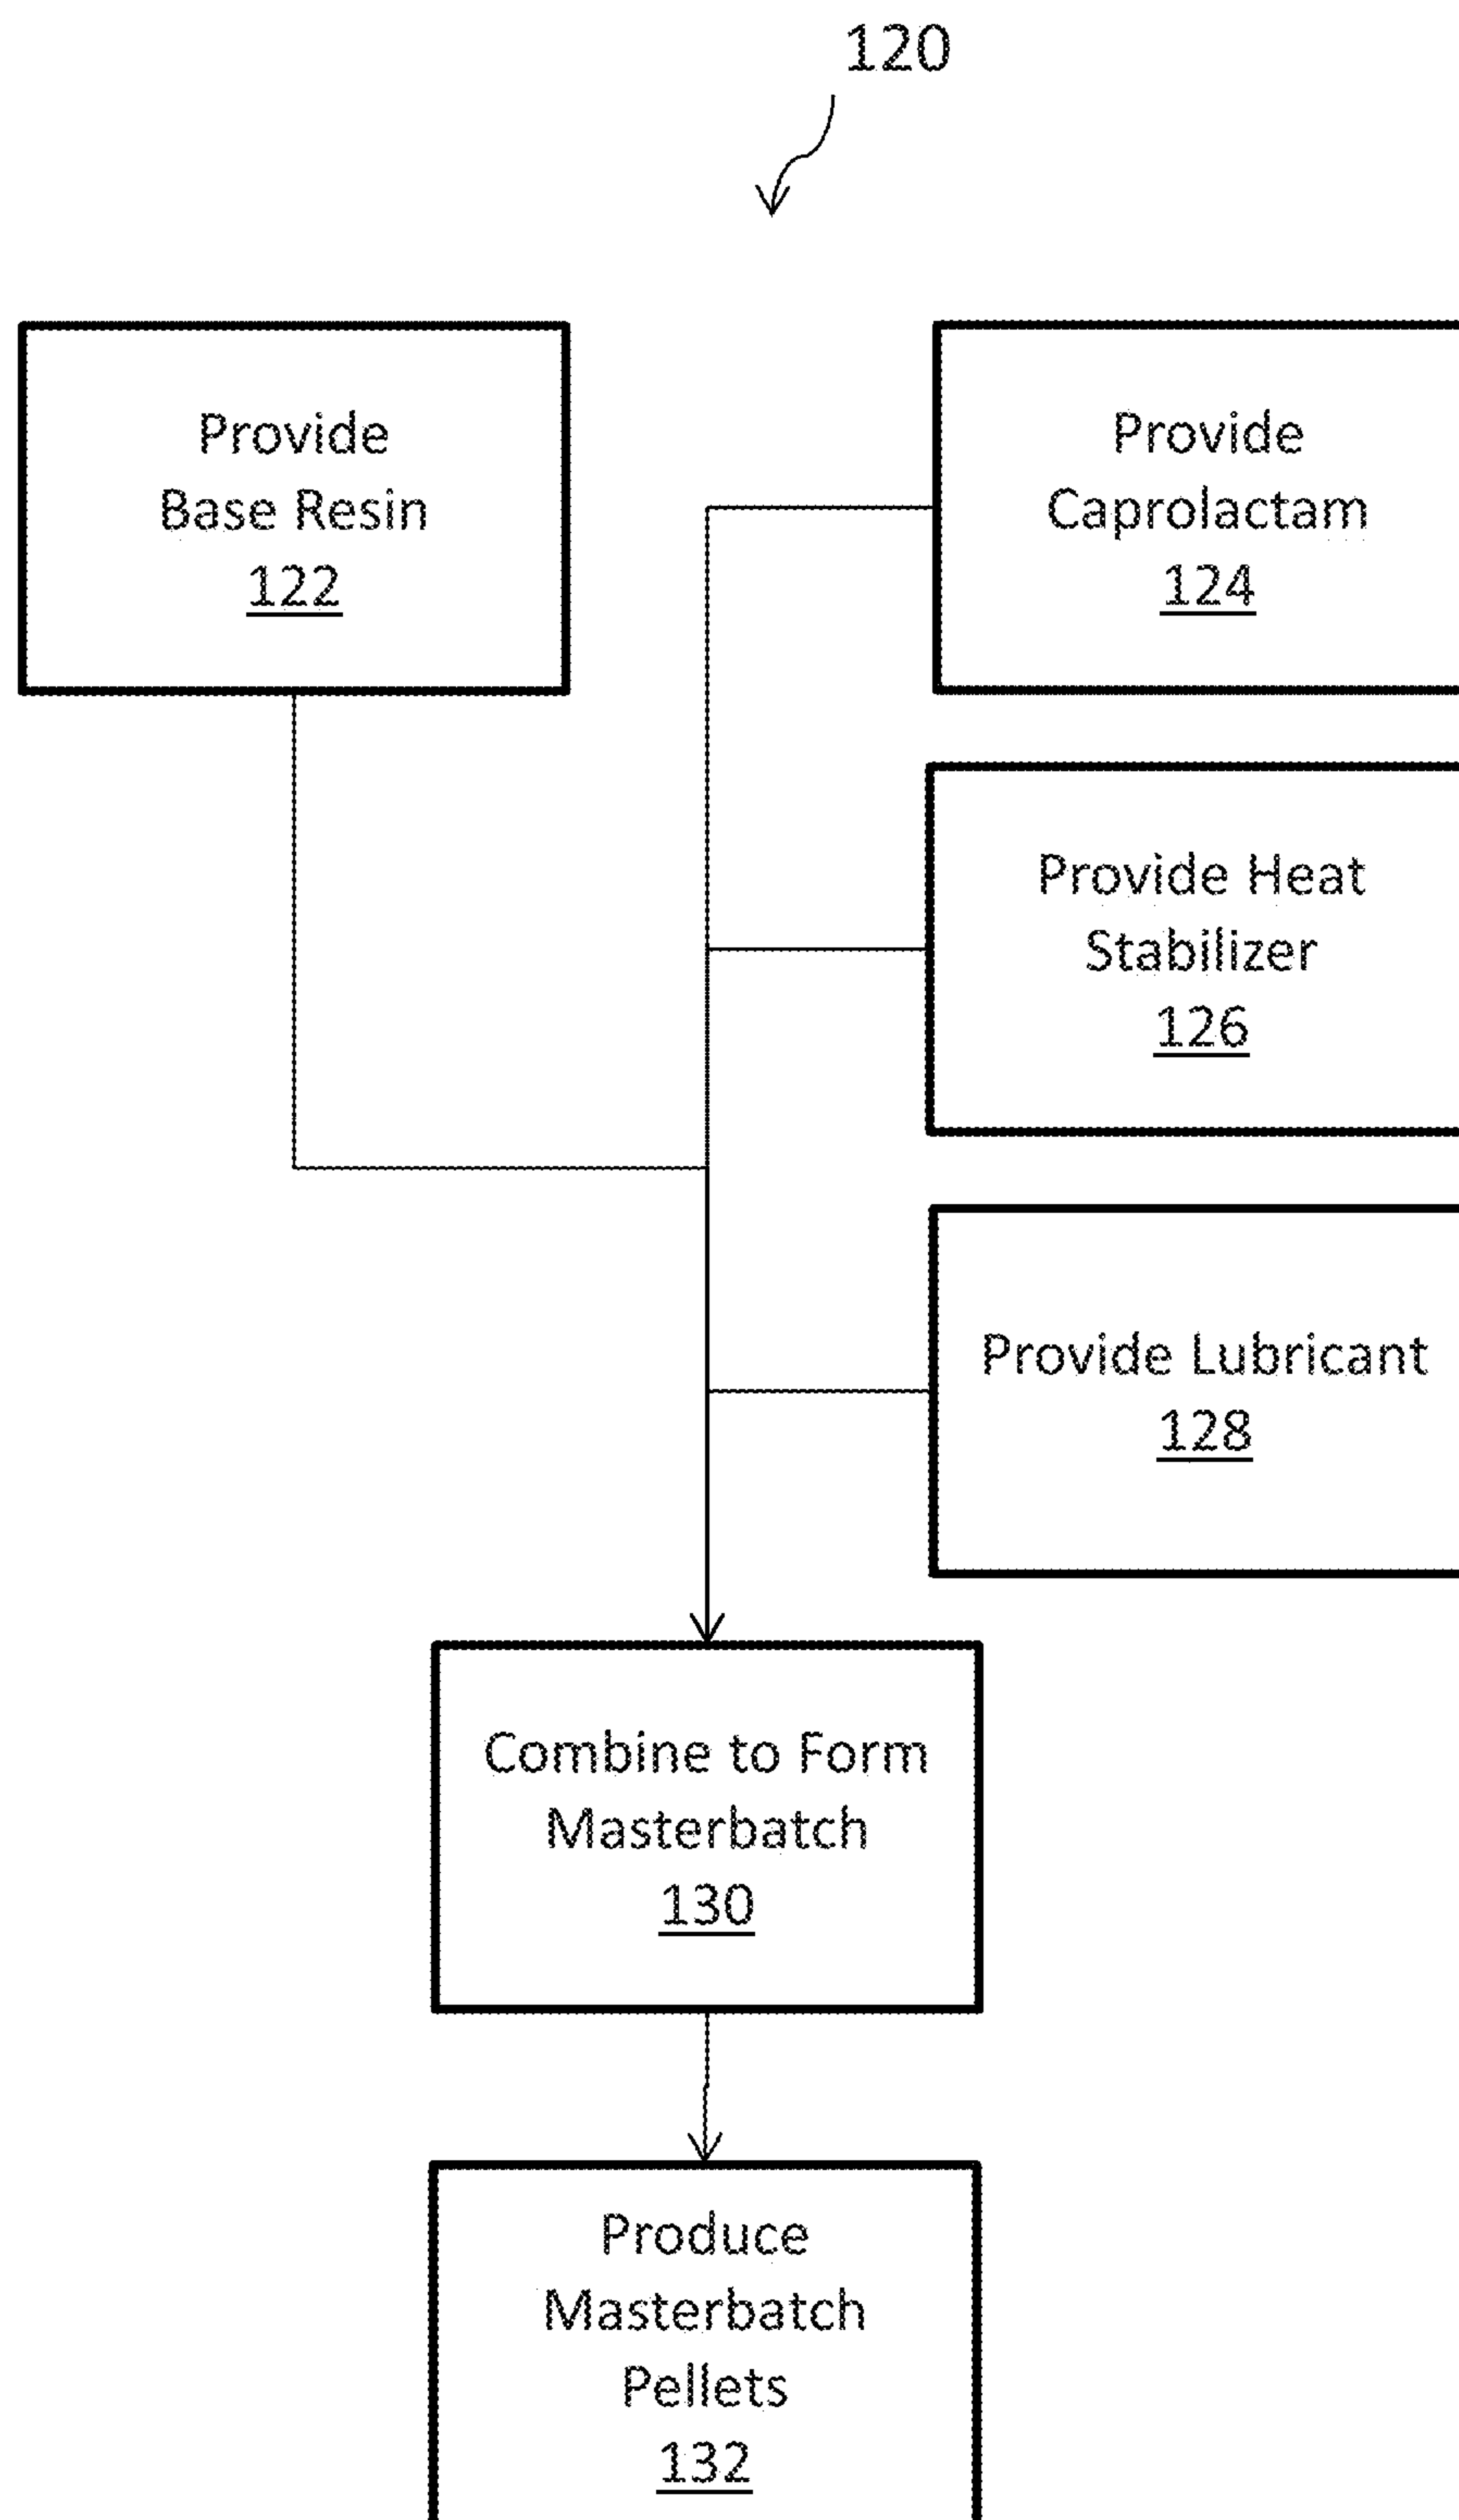 120
Provide
Base Resin
122
Provide
Caprolactam
124
Provide Heat
Stabilizer
126
Provide Lubricant
128
Combine to Form
Masterbatch
130
Produce
Masterbatch
Pellets
132